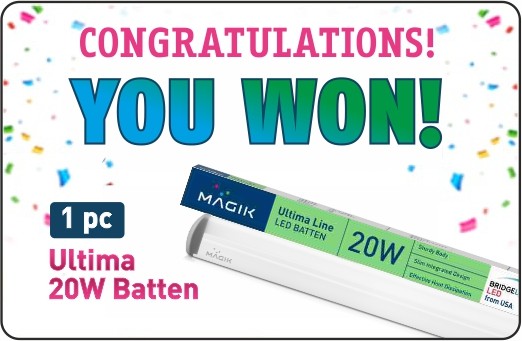 CONGRATULATIONS!
YOU WON!
1 pc
Ultima
20W Batten
MAGIK
Ultima Line
LED BATTEN
20W
Sturdy Body
Slim Integrated Design
Effective Heat Dissipation
LED
from USA
MAGIK